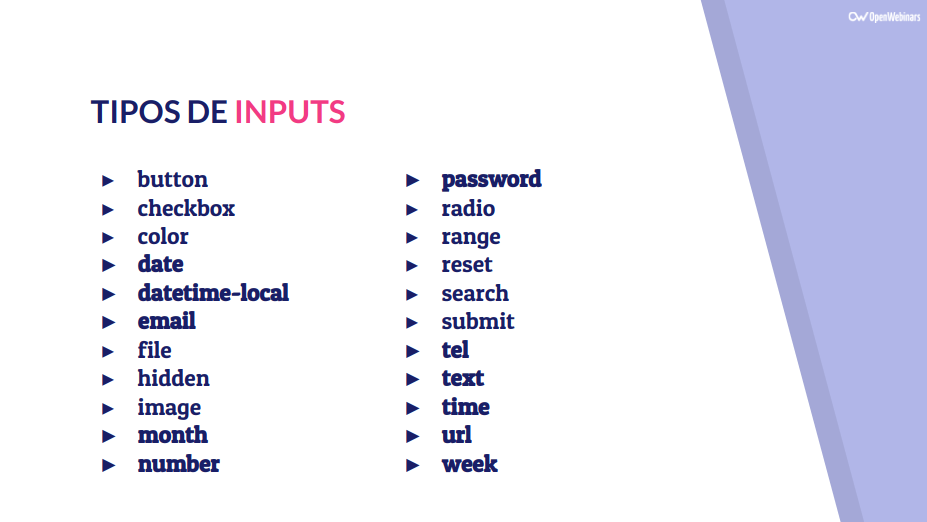 OpenWebinars
TIPOS DE INPUTS
► button
► checkbox
► color
► date
► datetime-local
► email
► file
► hidden
► image
► month
► number
► password
► radio
► range
► reset
► search
► submit
► tel
► text
► time
► url
► week